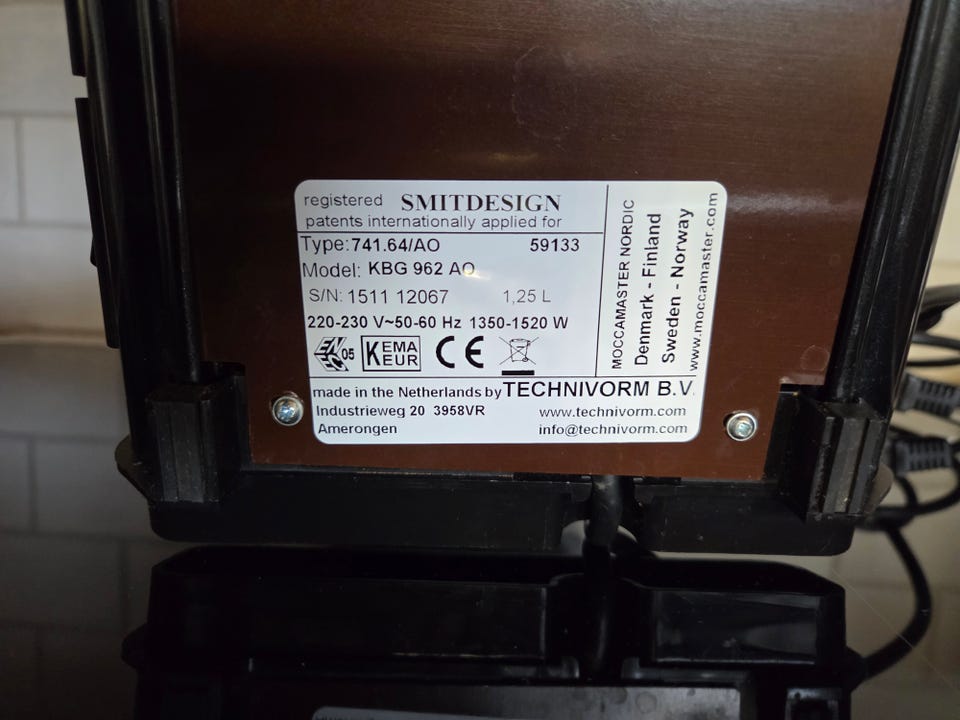 registered SMITDESIGN
patents internationally applied for
Type: 741.64/AO 59133
Model: KBG 962 AO
S/N: 1511 12067 1,25 L
220-230 V~50-60 Hz 1350-1520 W
05 KEMA KEUR CE
made in the Netherlands by TECHNIVORM B.V.
Industrieweg 20 3958VR www.technivorm.com
Amerongen info@technivorm.com
MOCCAMASTER NORDIC
Denmark - Finland
Sweden - Norway
www.moccamaster.com